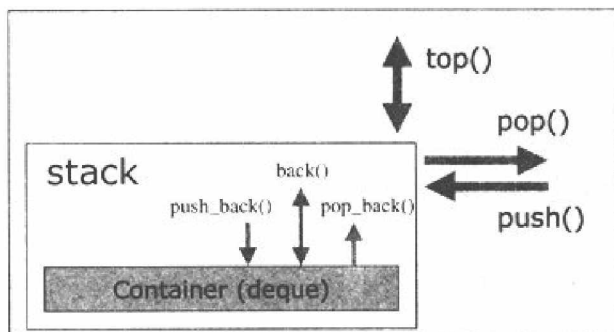 top()
pop()
push()
stack
back()
push_back()
pop_back()
Container (deque)